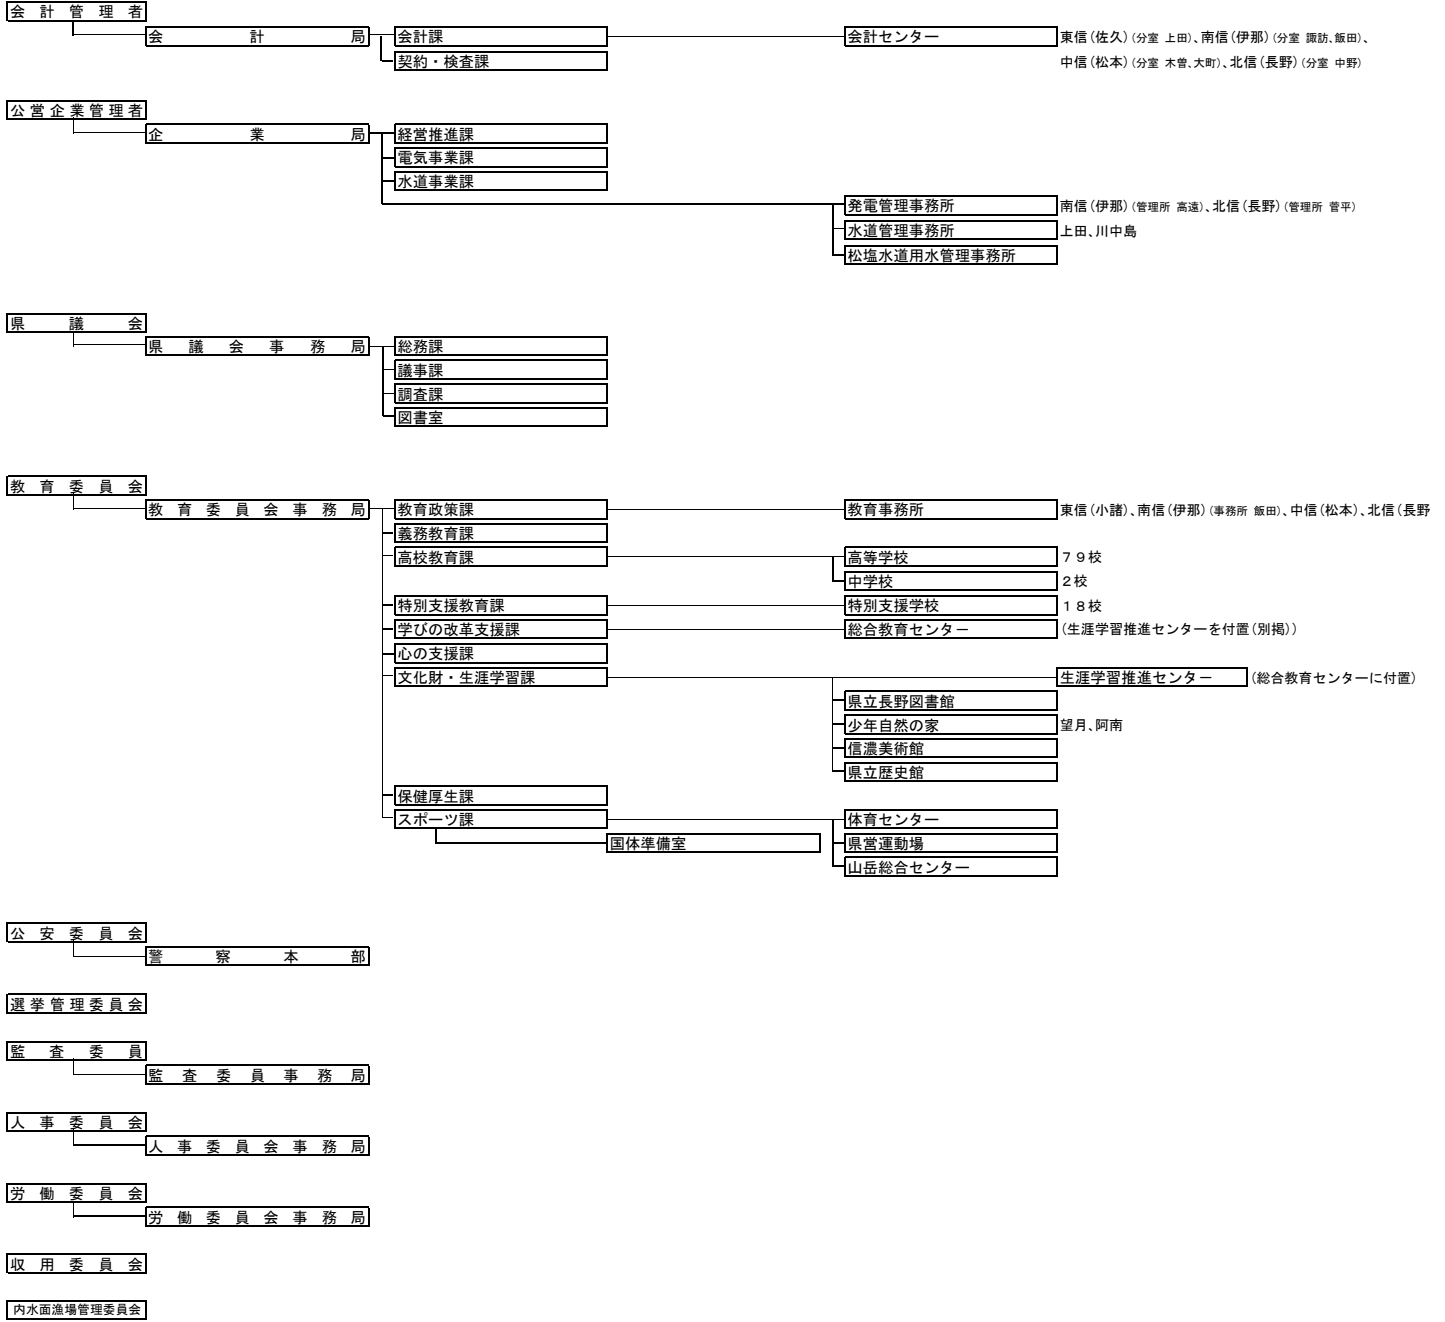 会計管理者
会計局 会計課 会計センター 東信(佐久)(分室 上田)、南信(伊那)(分室 諏訪、飯田)、
契約・検査課 中信(松本)(分室 木曽、大町)、北信(長野)(分室 中野)
公営企業管理者
企業局 経営推進課
電気事業課
水道事業課
発電管理事務所 南信(伊那)(管理所 高遠)、北信(長野)(管理所 菅平)
水道管理事務所 上田、川中島
松塩水道用水管理事務所
県議会
県議会事務局 総務課
議事課
調査課
図書室
教育委員会
教育委員会事務局 教育政策課 教育事務所 東信(小諸)、南信(伊那)(事務所 飯田)、中信(松本)、北信(長野
義務教育課
高校教育課 高等学校 79校
中学校 2校
特別支援教育課 特別支援学校 18校
学びの改革支援課 総合教育センター (生涯学習推進センターを付置(別掲))
心の支援課
文化財・生涯学習課 生涯学習推進センター (総合教育センターに付置)
県立長野図書館
少年自然の家 望月、阿南
信濃美術館
県立歴史館
保健厚生課
スポーツ課 体育センター
国体準備室 県営運動場
山岳総合センター
公安委員会
警察本部
選挙管理委員会
監査委員
監査委員事務局
人事委員会
人事委員会事務局
労働委員会
労働委員会事務局
収用委員会
内水面漁場管理委員会